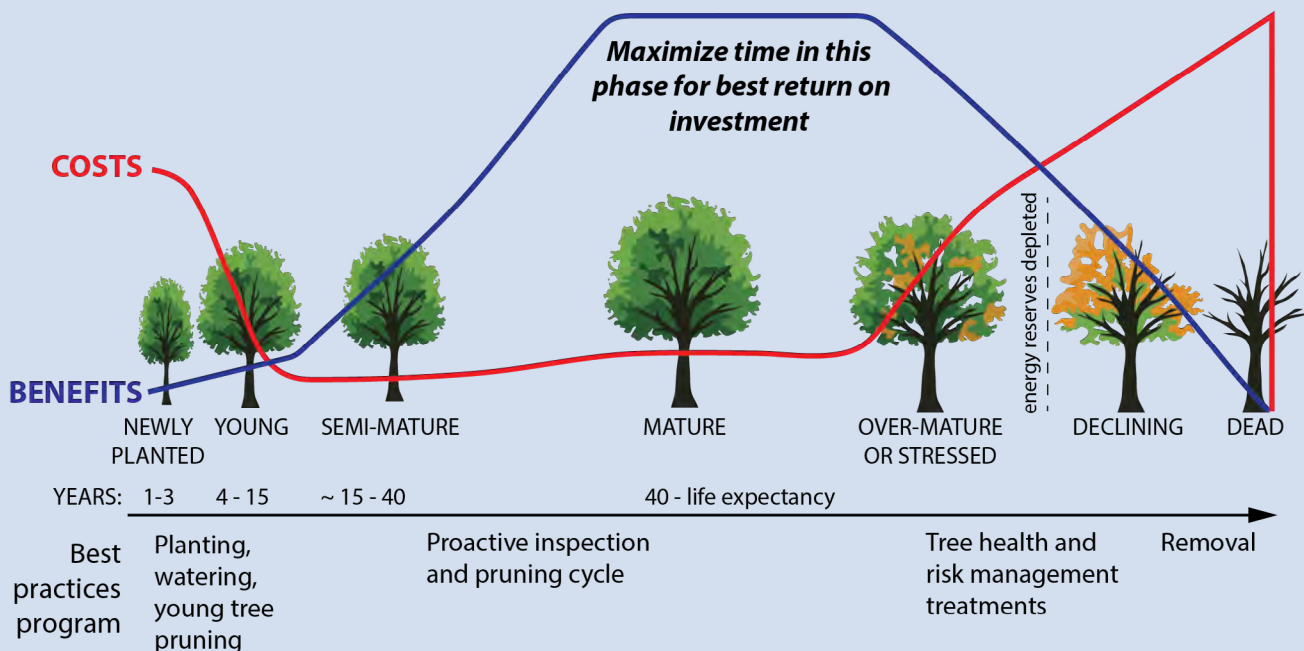 Maximize time in this
phase for best return on
investment
COSTS
BENEFITS
energy reserves depleted
NEWLY
PLANTED
YOUNG
SEMI-MATURE
MATURE
OVER-MATURE
OR STRESSED
DECLINING
DEAD
YEARS: 1-3 4 - 15 ~ 15 - 40 40 - life expectancy
Best
practices
program
Planting,
watering,
young tree
pruning
Proactive inspection
and pruning cycle
Tree health and
risk management
treatments
Removal